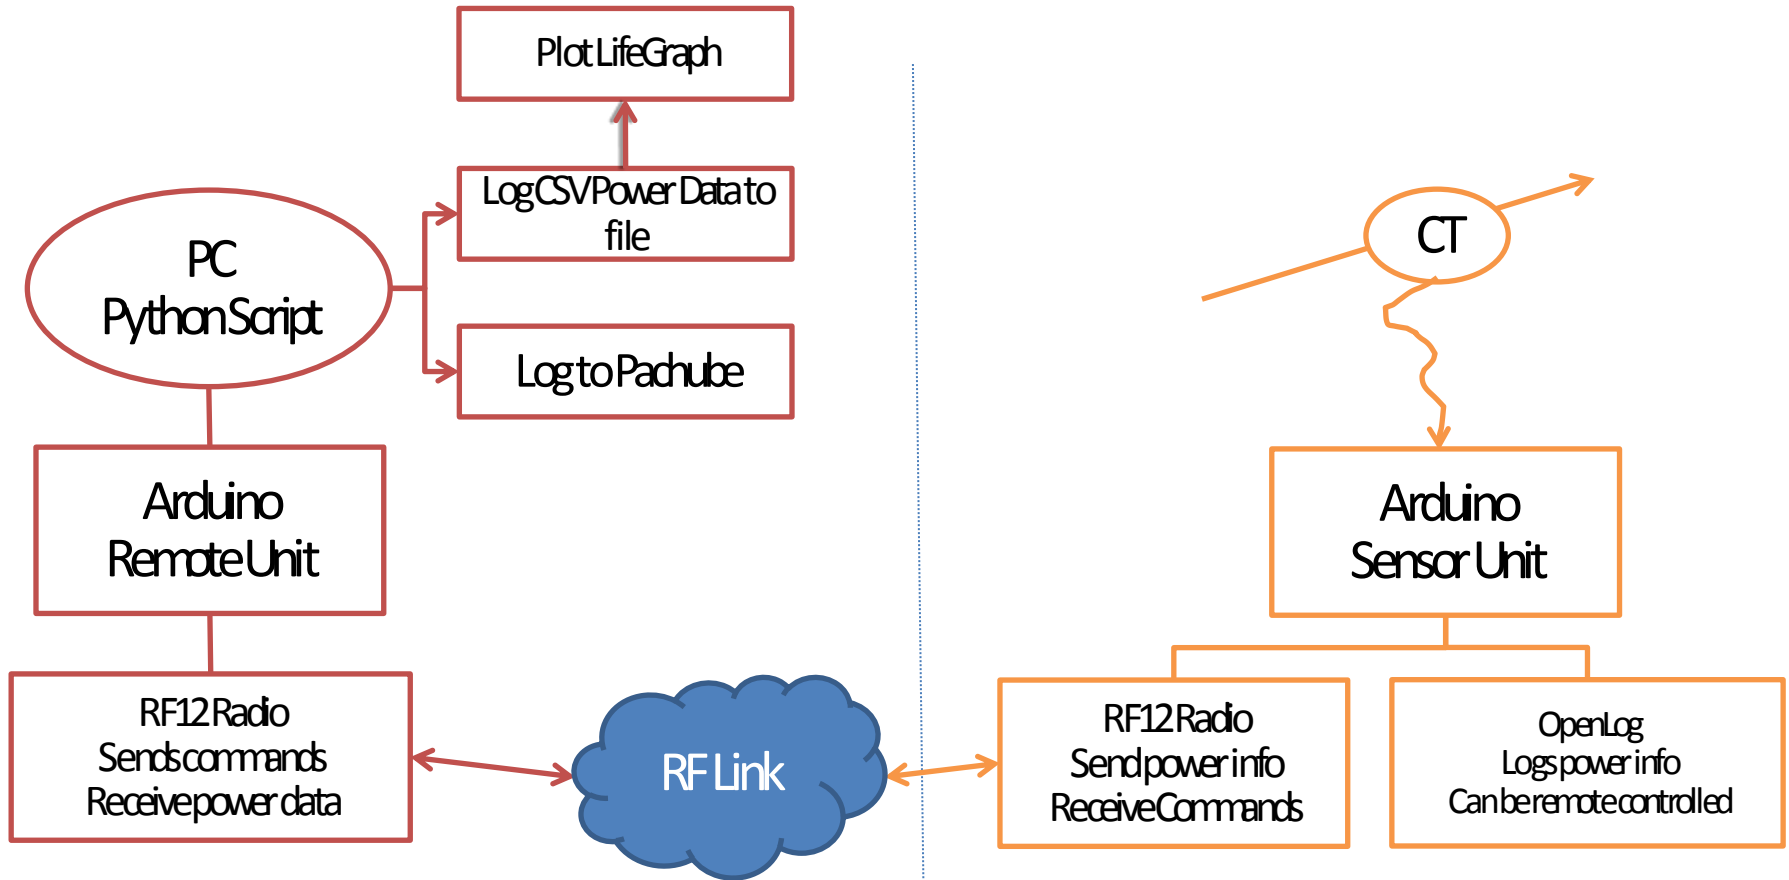 Plot LifeGraph
Log CSV Power Data to
file
PC
Python Script
Log to Pachube
CT
Arduino
Remote Unit
Arduino
Sensor Unit
RF12 Radio
Sends commands
Receive power data
RF Link
RF12 Radio
Send power info
Receive Commands
OpenLog
Logs power info
Can be remote controlled